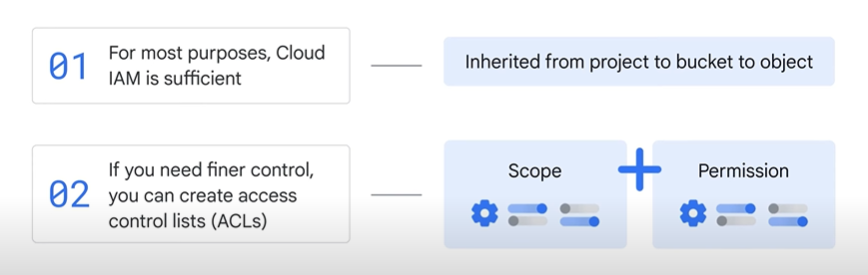 01
For most purposes, Cloud
IAM is sufficient
Inherited from project to bucket to object
02
If you need finer control,
you can create access
control lists (ACLs)
Scope
Permission